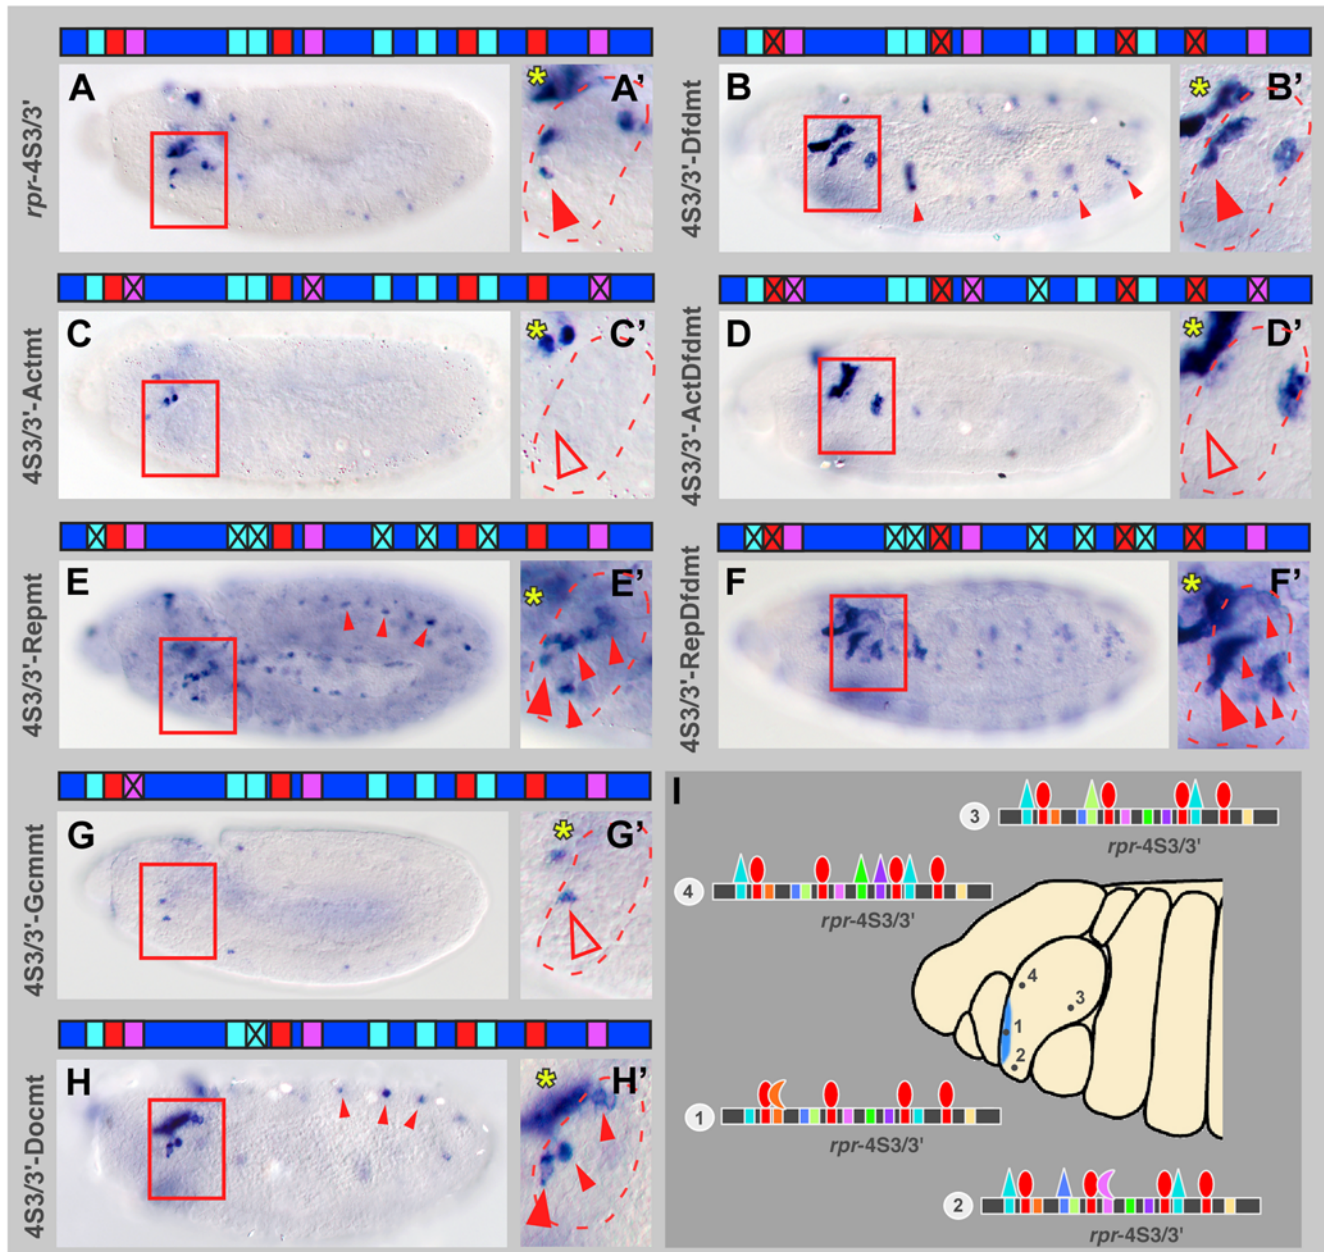 rpr-4S3/3'
A
*
A'
4S3/3'-Dfdmt
B
*
B'
4S3/3'-Actmt
C
*
C'
4S3/3'-ActDfdmt
D
*
D'
4S3/3'-Repmt
E
*
E'
4S3/3'-RepDfdmt
F
*
F'
4S3/3'-Gcmmt
G
*
G'
I
3
rpr-4S3/3'
4
rpr-4S3/3'
4
3
1
2
1
rpr-4S3/3'
2
rpr-4S3/3'
4S3/3'-Docmt
H
*
H'